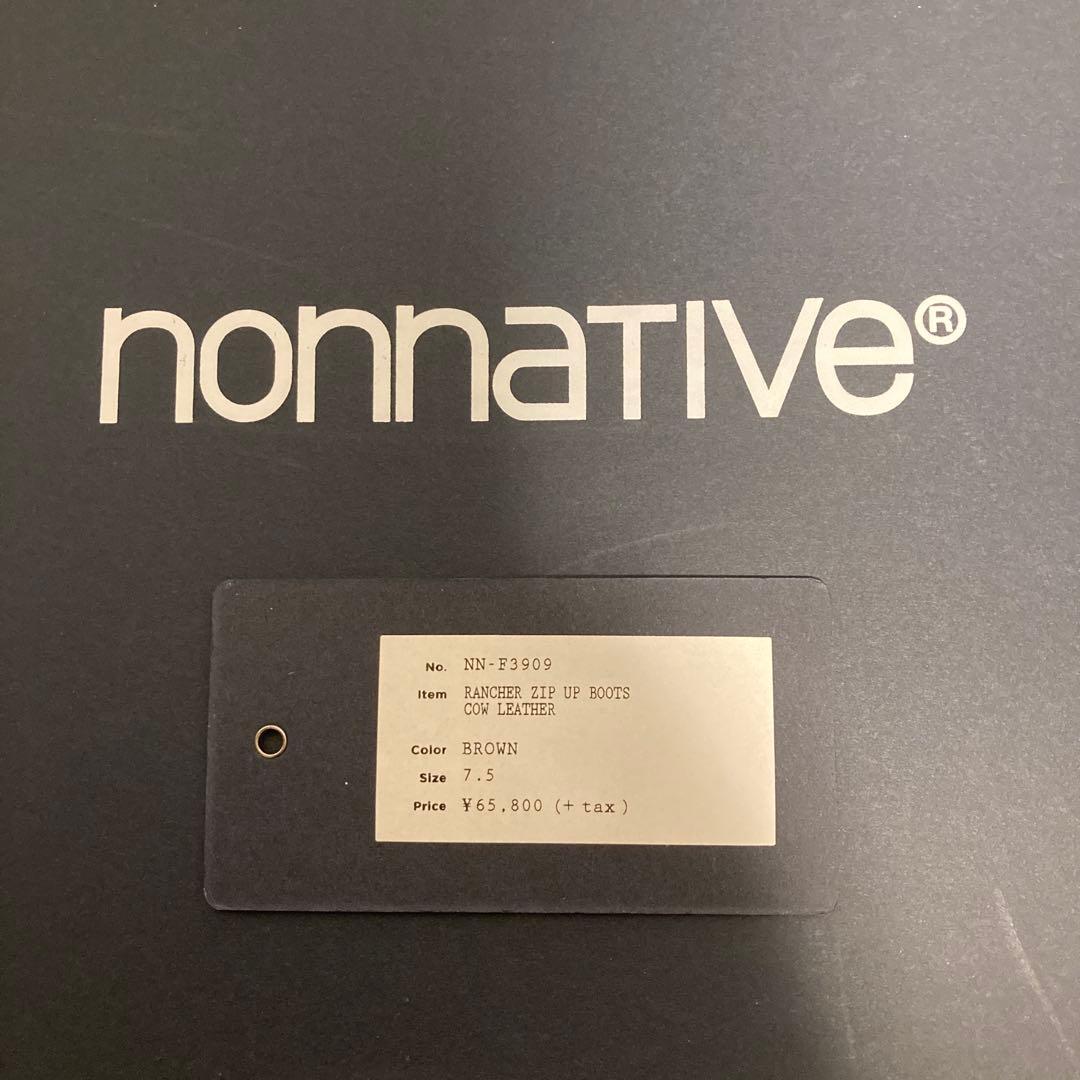 nonnaTIVe®
No. NN-F3909
Item RANCHER ZIP UP BOOTS
COW LEATHER
Color BROWN
Size 7.5
Price ¥65,800 (+ tax)